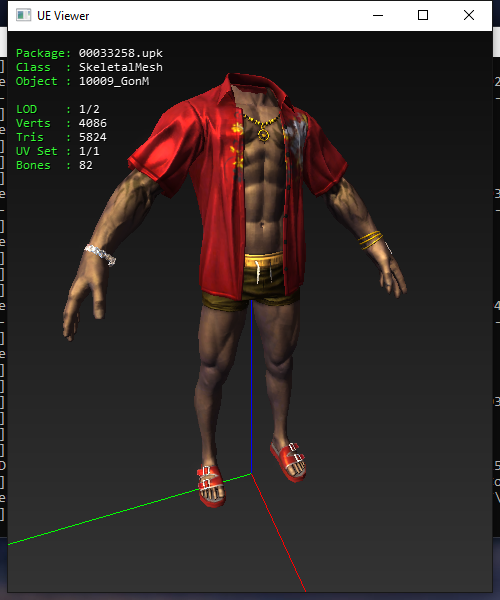 UE Viewer
Package: 00033258.upk
Class : SkeletalMesh
Object : 10009_GonM
LOD : 1/2
Verts : 4086
Tris : 5824
UV Set : 1/1
Bones : 82